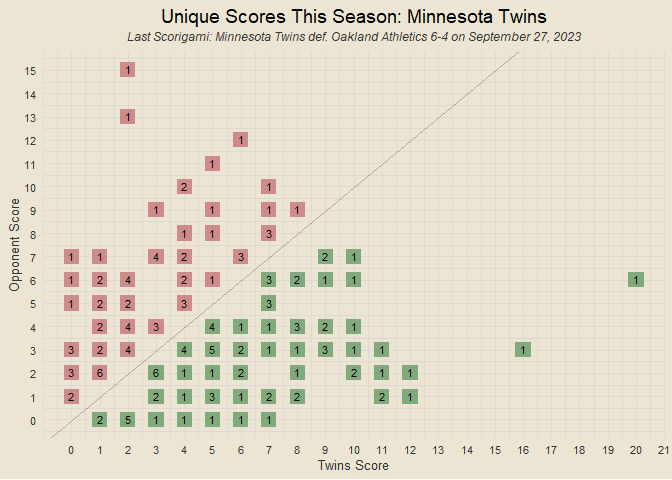 Unique Scores This Season: Minnesota Twins
Last Scorigami: Minnesota Twins def. Oakland Athletics 6-4 on September 27, 2023
Opponent Score
15 1
14
13 1
12 1
11 1
10 2 1
9 1 1 1 1
8 1 1 3
7 1 1 4 2 3 2 1
6 1 2 4 2 1 3 2 1 1 1
5 1 2 2 3 3
4 2 4 3 4 1 1 3 2 1
3 3 2 4 4 5 2 1 1 3 1 1 1
2 3 6 6 1 1 2 1 2 1 1
1 2 2 1 3 1 2 2 2 1
0 2 5 1 1 1 1 1
0 1 2 3 4 5 6 7 8 9 10 11 12 13 14 15 16 17 18 19 20 21
Twins Score